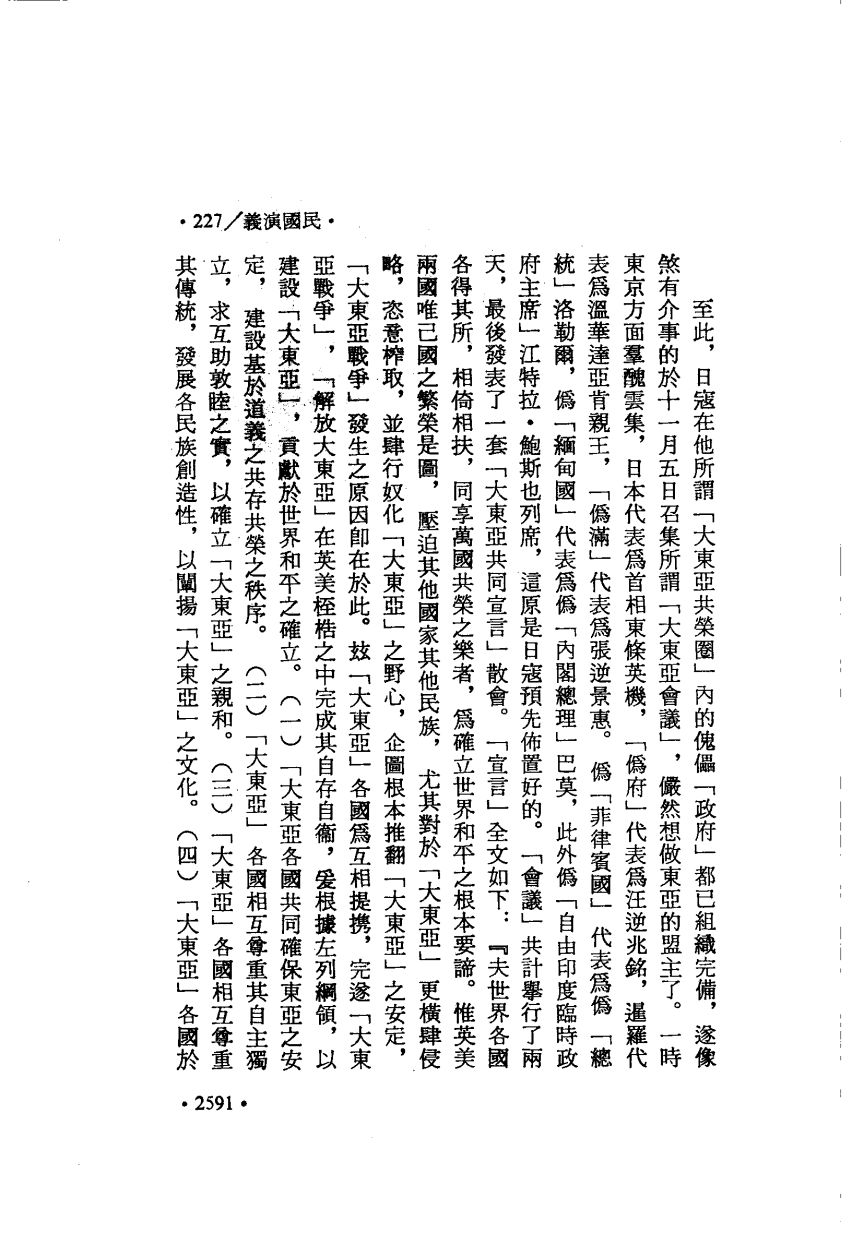 •227／義演國民•
至此，日寇在他所謂「大東亞共榮圈」內的傀儡「政府」都已組織完備，遂像
煞有介事的於十一月五日召集所謂「大東亞會議」，儼然想做東亞的盟主了。一時
東京方面羣醜雲集，日本代表爲首相東條英機，「僞府」代表爲汪逆兆銘，暹羅代
表爲溫華達亞肯親王，「僞滿」代表爲張逆景惠。僞「菲律賓國」代表爲僞「總
統」洛勒爾，僞「緬甸國」代表爲僞「內閣總理」巴莫，此外僞「自由印度臨時政
府主席」江特拉•鮑斯也列席，這原是日寇預先佈置好的。「會議」共計舉行了兩
天，最後發表了一套「大東亞共同宣言」散會。「宣言」全文如下：『夫世界各國
各得其所，相倚相扶，同享萬國共榮之樂者，爲確立世界和平之根本要諦。惟英美
兩國唯己國之繁榮是圖，壓迫其他國家其他民族，尤其對於「大東亞」更橫肆侵
略，恣意榨取，並肆行奴化「大東亞」之野心，企圖根本推翻「大東亞」之安定，
「大東亞戰爭」發生之原因卽在於此。玆「大東亞」各國爲互相提携，完遂「大東
亞戰爭」，「解放大東亞」在英美桎梏之中完成其自存自衞，爰根據左列綱領，以
建設「大東亞」，貢獻於世界和平之確立。（一）「大東亞各國共同確保東亞之安
定，建設基於道義之共存共榮之秩序。（二）「大東亞」各國相互尊重其自主獨
立，求互助敦睦之實，以確立「大東亞」之親和。（三）「大東亞」各國相互尊重
其傳統，發展各民族創造性，以闡揚「大東亞」之文化。（四）「大東亞」各國於
•2591•